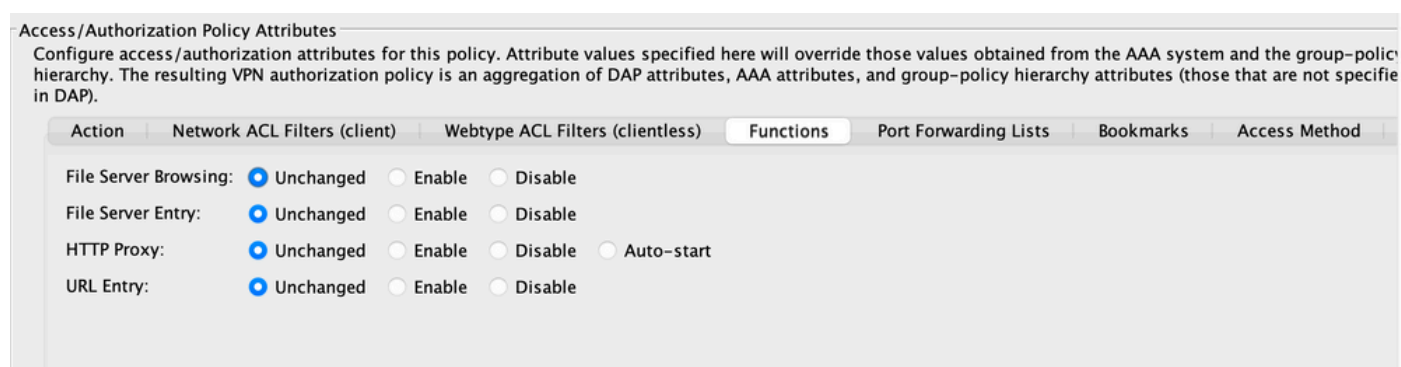 Access/Authorization Policy Attributes
Configure access/authorization attributes for this policy. Attribute values specified here will override those values obtained from the AAA system and the group-policy
hierarchy. The resulting VPN authorization policy is an aggregation of DAP attributes, AAA attributes, and group-policy hierarchy attributes (those that are not specifie
in DAP).
Action Network ACL Filters (client) Webtype ACL Filters (clientless) Functions Port Forwarding Lists Bookmarks Access Method
File Server Browsing: Unchanged Enable Disable
File Server Entry: Unchanged Enable Disable
HTTP Proxy: Unchanged Enable Disable Auto-start
URL Entry: Unchanged Enable Disable